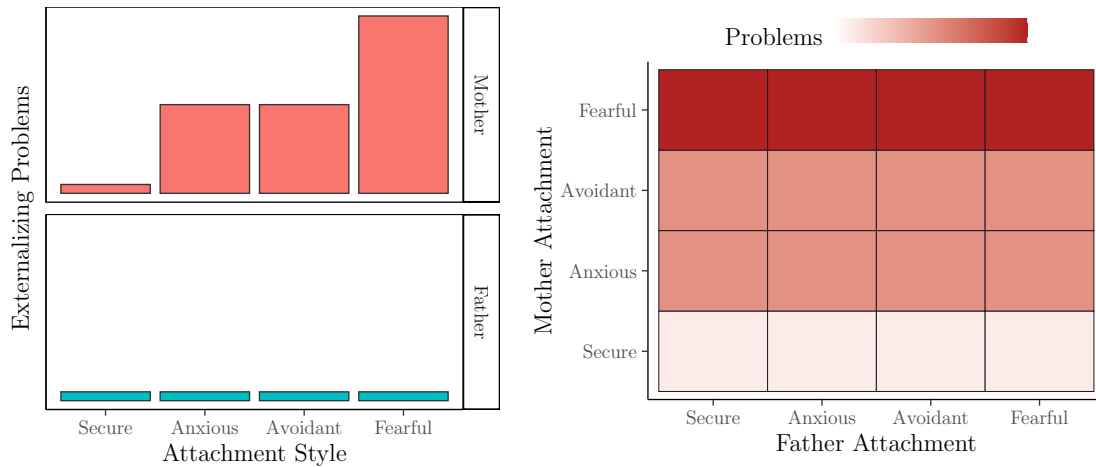 Externalizing Problems
Mother
Father
Secure Anxious Avoidant Fearful
Attachment Style
Problems
Mother Attachment
Fearful
Avoidant
Anxious
Secure
Secure Anxious Avoidant Fearful
Father Attachment